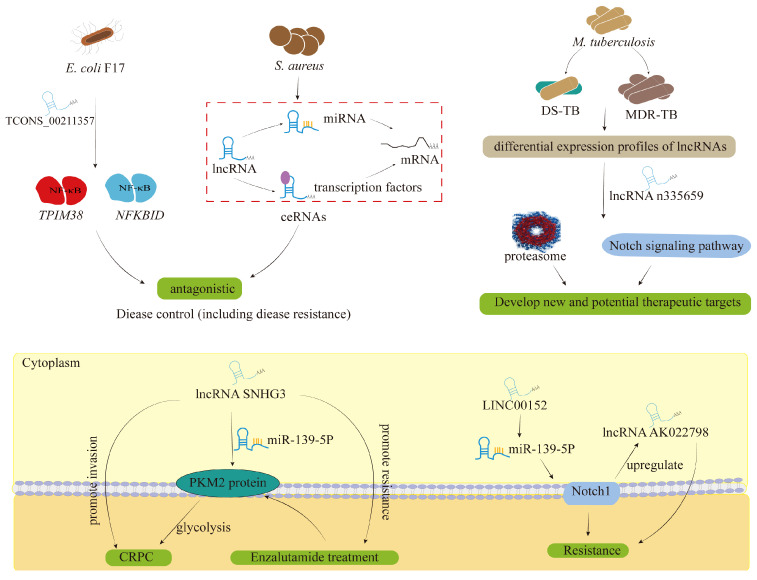 E. coli F17
TCONS_00211357
NF-κB
NF-κB
TPIM38
NFKBID
S. aureus
lncRNA
miRNA
mRNA
transcription factors
ceRNAs
antagonistic
Diease control (including disease resistance)
M. tuberculosis
DS-TB
MDR-TB
differential expression profiles of lncRNAs
lncRNA n335659
proteasome
Notch signaling pathway
Develop new and potential therapeutic targets
Cytoplasm
lncRNA SNHG3
promote invasion
miR-139-5P
promote resistance
PKM2 protein
glycolysis
CRPC
Enzalutamide treatment
LINC00152
miR-139-5P
lncRNA AK022798
upregulate
Notch1
Resistance